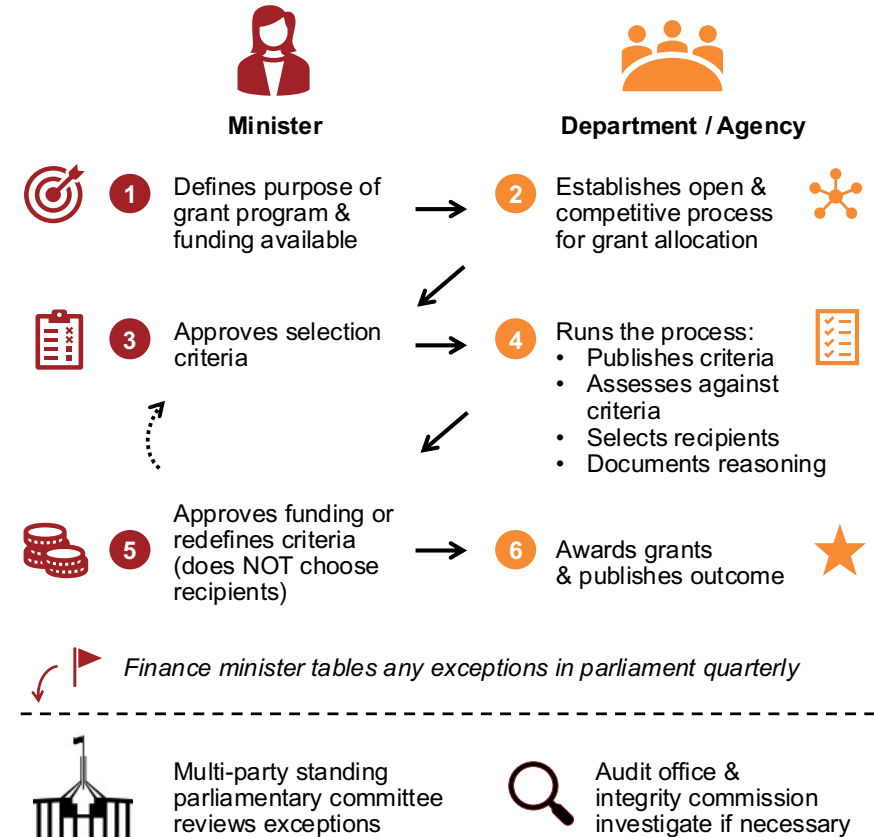 Minister
Department / Agency
1
Defines purpose of
grant program &
funding available
2
Establishes open &
competitive process
for grant allocation
3
Approves selection
criteria
4
Runs the process:
• Publishes criteria
• Assesses against
criteria
• Selects recipients
• Documents reasoning
5
Approves funding or
redefines criteria
(does NOT choose
recipients)
6
Awards grants
& publishes outcome
Finance minister tables any exceptions in parliament quarterly
Multi-party standing
parliamentary committee
reviews exceptions
Audit office &
integrity commission
investigate if necessary